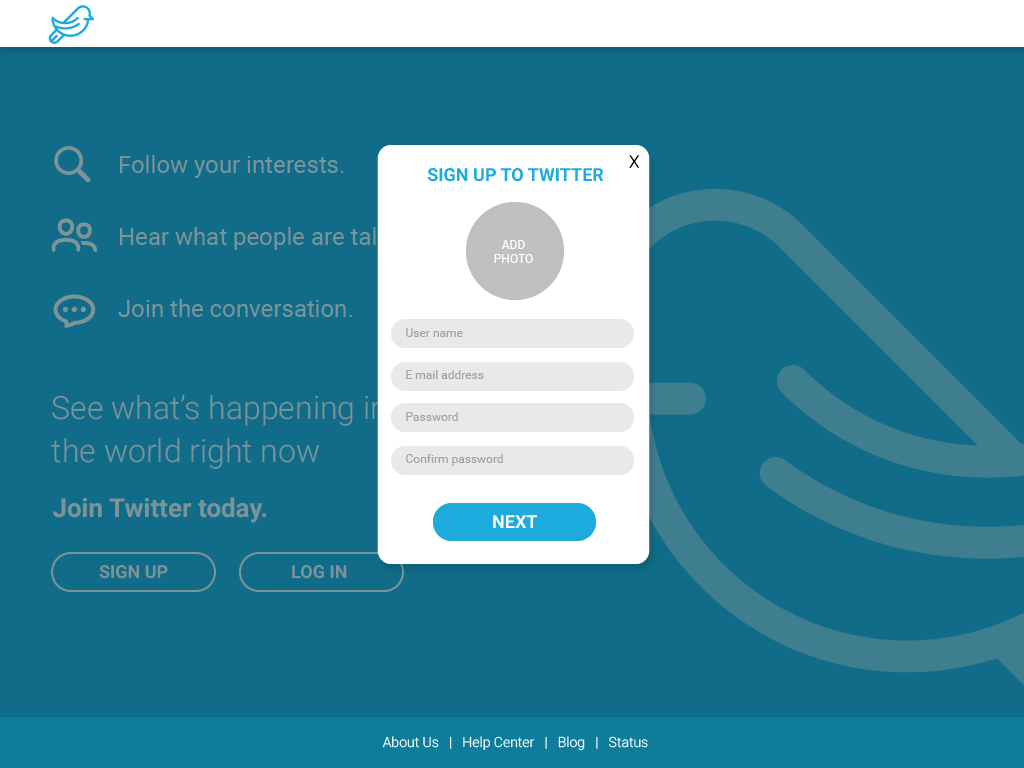 Follow your interests.
Hear what people are tal
Join the conversation.
See what's happening in
the world right now
Join Twitter today.
SIGN UP
LOG IN
X
SIGN UP TO TWITTER
ADD
PHOTO
User name
E mail address
Password
Confirm password
NEXT
About Us | Help Center | Blog | Status